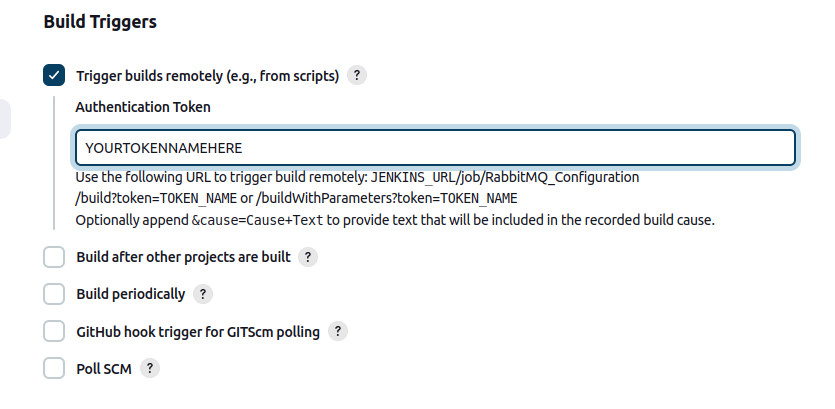 Build Triggers
Trigger builds remotely (e.g., from scripts) ?
Authentication Token
YOURTOKENNAMEHERE
Use the following URL to trigger build remotely: JENKINS_URL/job/RabbitMQ_Configuration
/build?token=TOKEN_NAME or /buildWithParameters?token=TOKEN_NAME
Optionally append &cause=Cause+Text to provide text that will be included in the recorded build cause.
Build after other projects are built ?
Build periodically ?
GitHub hook trigger for GITScm polling ?
Poll SCM ?